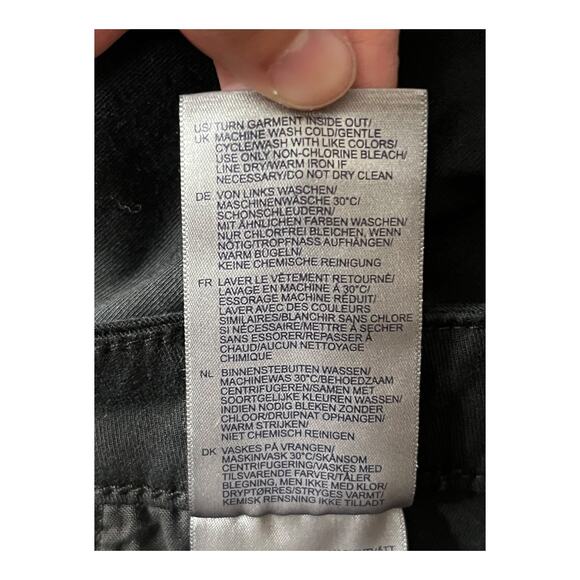 US/ TURN GARMENT INSIDE OUT/
UK MACHINE WASH COLD/GENTLE
CYCLE/WASH WITH LIKE COLORS/
USE ONLY NON-CHLORINE BLEACH/
LINE DRY/WARM IRON IF
NECESSARY/DO NOT DRY CLEAN
DE VON LINKS WASCHEN/
MASCHINENWÄSCHE 30°C/
SCHONSCHLEUDERN/
MIT ÄHNLICHEN FARBEN WASCHEN/
NUR CHLORFREI BLEICHEN, WENN
NÖTIG/TROPFNASS AUFHÄNGEN/
WARM BÜGELN/
KEINE CHEMISCHE REINIGUNG
FR LAVER LE VÊTEMENT RETOURNÉ/
LAVAGE EN MACHINE À 30°C/
ESSORAGE MACHINE RÉDUIT/
LAVER AVEC DES COULEURS
SIMILAIRES/BLANCHIR SANS CHLORE
SI NÉCESSAIRE/METTRE À SECHER
SANS ESSORER/REPASSER À
CHAUD/AUCUN NETTOYAGE
CHIMIQUE
NL BINNENSTEBUITEN WASSEN/
MACHINEWAS 30°C/BEHOEDZAAM
CENTRIFUGEREN/SAMEN MET
SOORTGELIJKE KLEUREN WASSEN/
INDIEN NODIG BLEKEN ZONDER
CHLOOR/DRUIPNAT OPHANGEN/
WARM STRIJKEN/
NIET CHEMISCH REINIGEN
DK VASKES PÅ VRANGEN/
MASKINVASK 30°C/SKÅNSOM
CENTRIFUGERING/VASKES MED
TILSVARENDE FARVER/TÅLER
BLEGNING, MEN IKKE MED KLOR/
DRYPTØRRES/STRYGES VARMT/
KEMISK RENSNING IKKE TILLADT